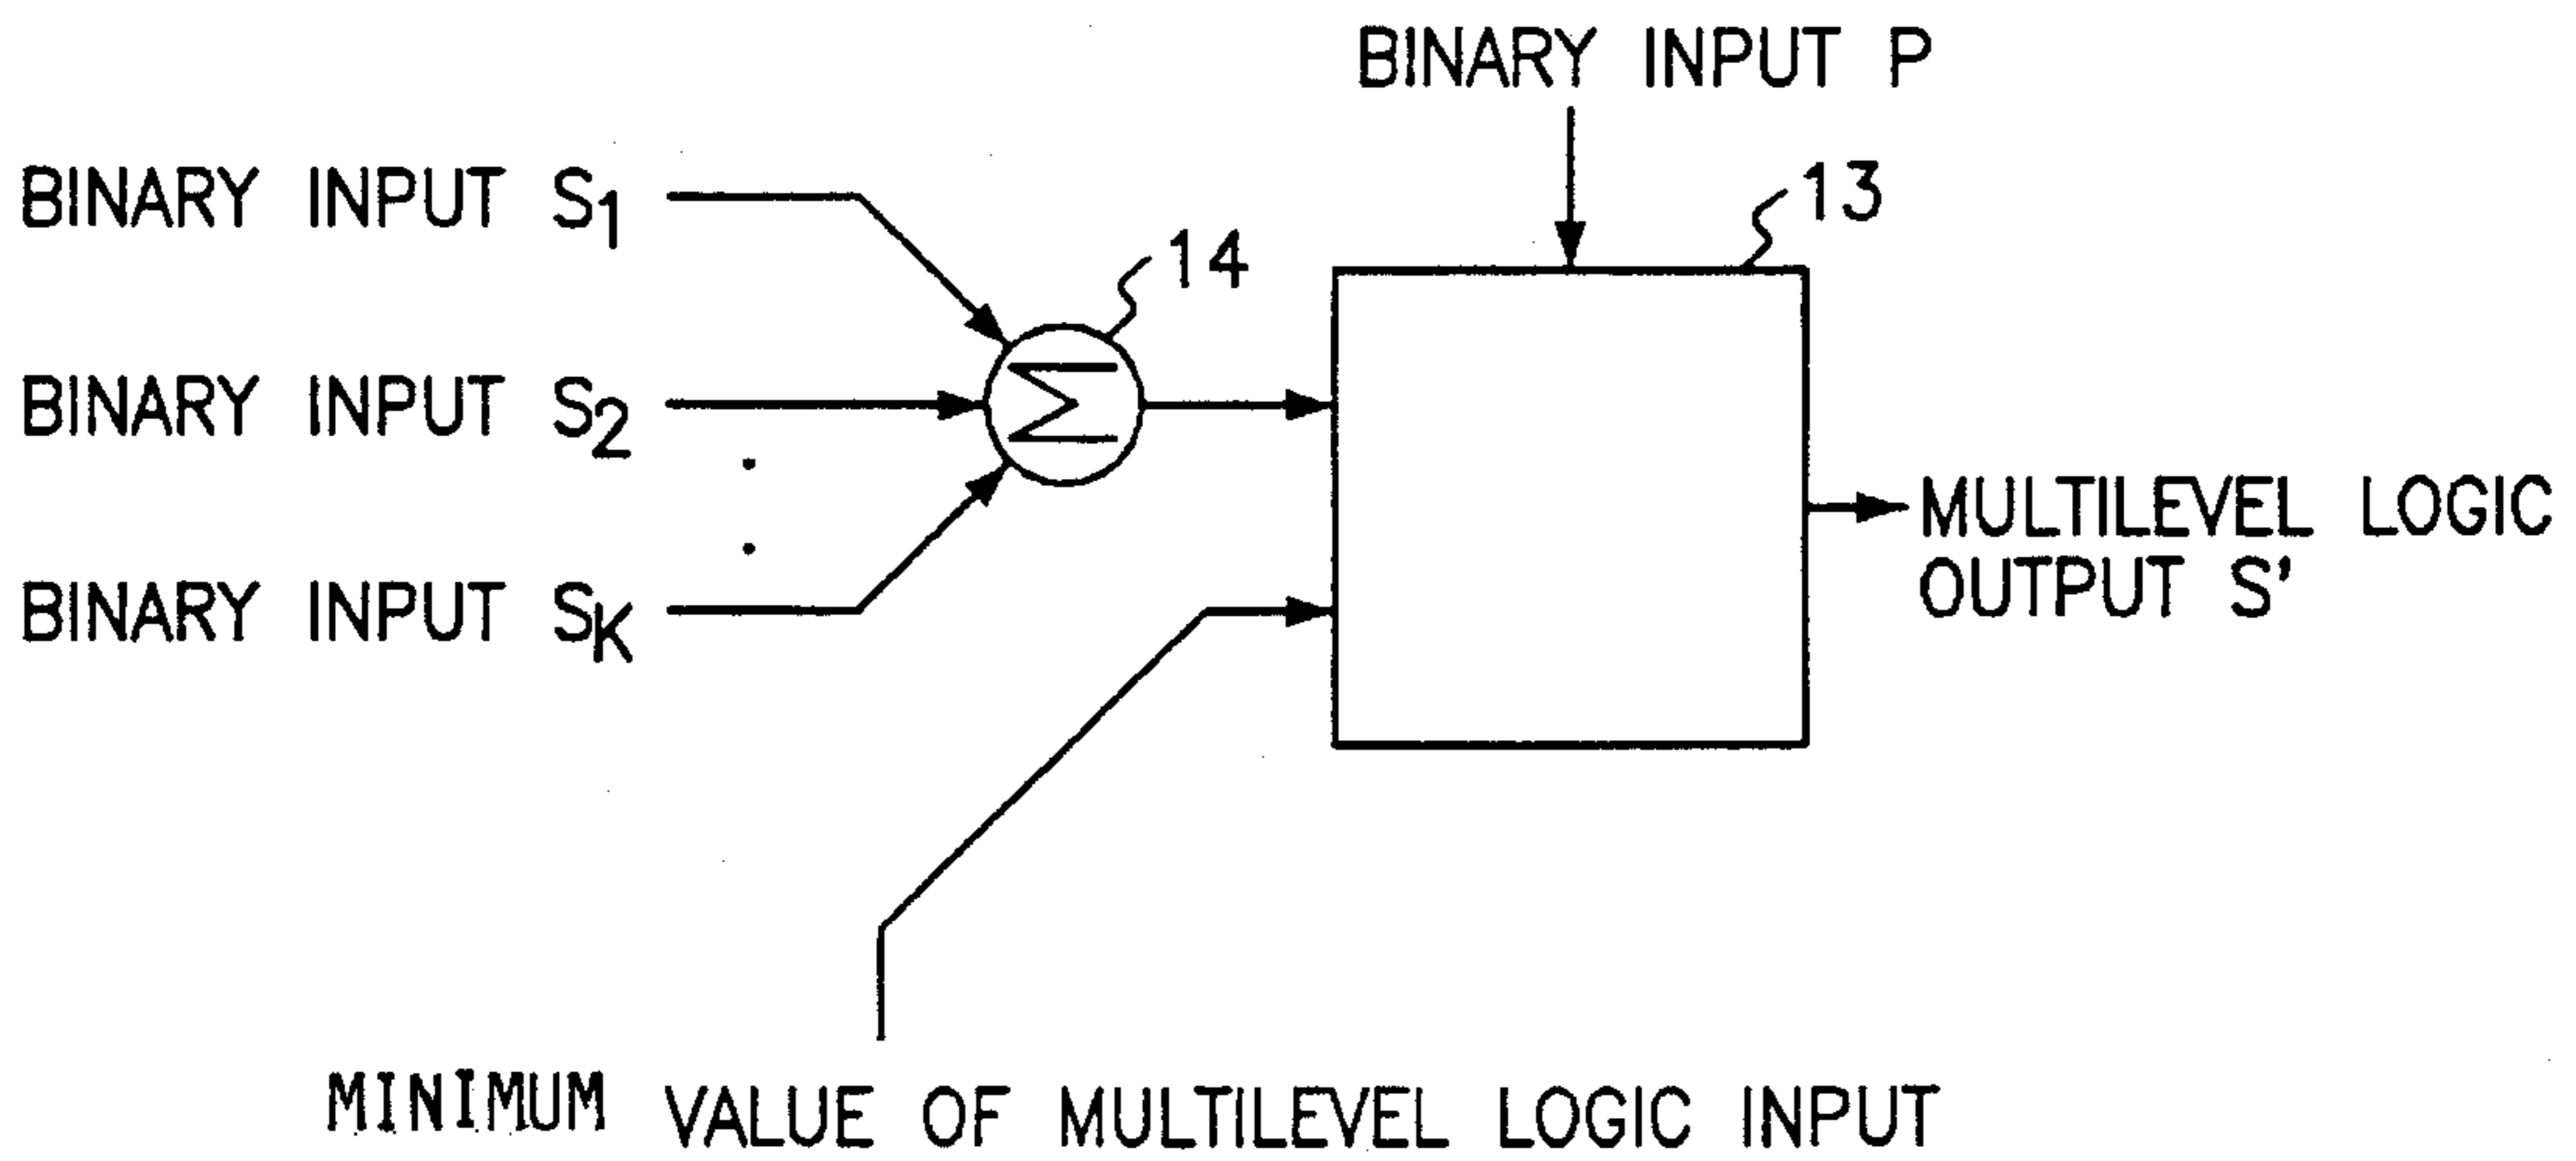 BINARY INPUT P
13
BINARY INPUT S1
14
BINARY INPUT S2
Σ
BINARY INPUT SK
MULTILEVEL LOGIC
OUTPUT S'
MINIMUM VALUE OF MULTILEVEL LOGIC INPUT